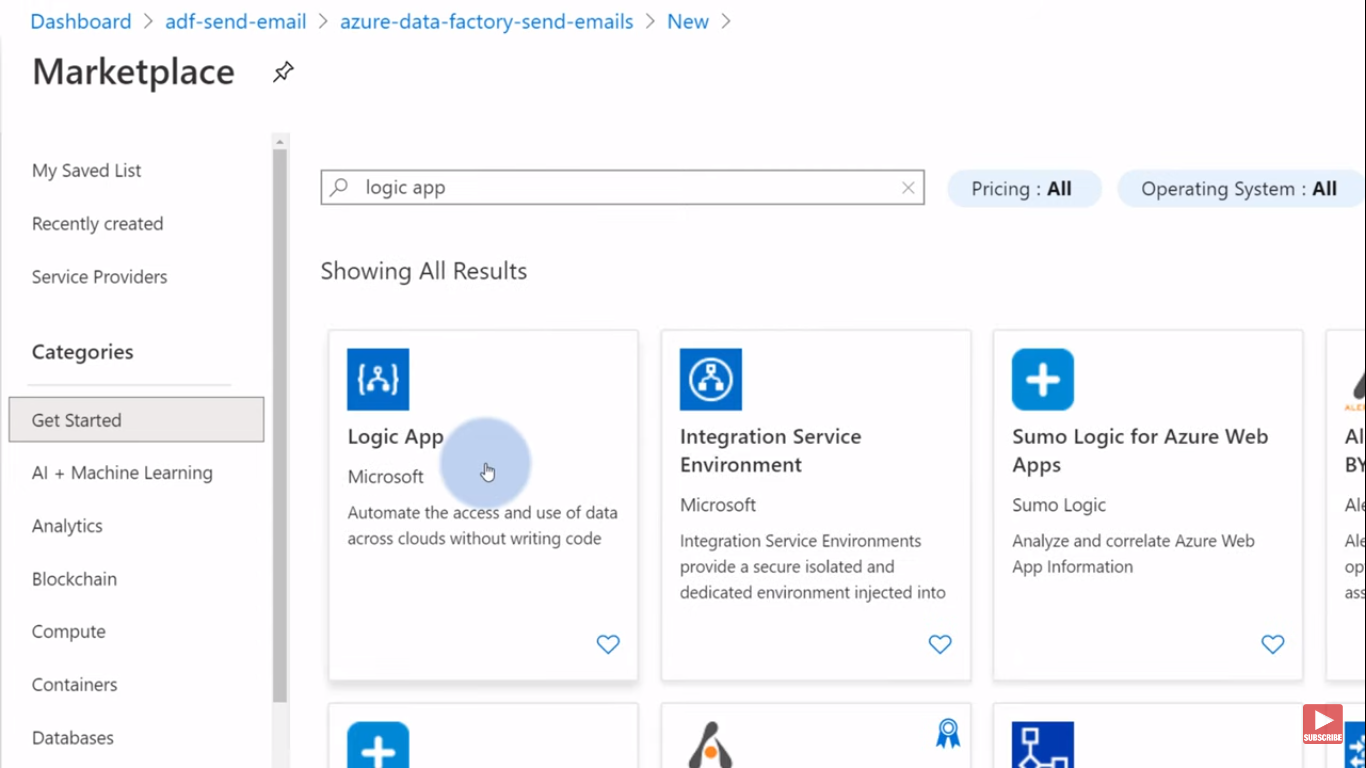 Dashboard > adf-send-email > azure-data-factory-send-emails > New >
Marketplace
My Saved List
Recently created
Service Providers
Categories
Get Started
AI + Machine Learning
Analytics
Blockchain
Compute
Containers
Databases
logic app
Pricing : All
Operating System : All
Showing All Results
Logic App
Microsoft
Automate the access and use of data
across clouds without writing code
Integration Service
Environment
Microsoft
Integration Service Environments
provide a secure isolated and
dedicated environment injected into
Sumo Logic for Azure Web
Apps
Sumo Logic
Analyze and correlate Azure Web
App Information
SUBSCRIBE